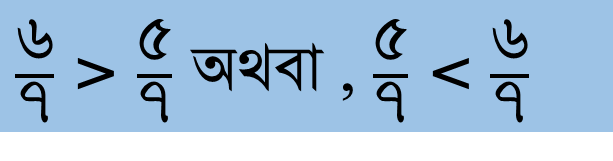 ৬/৭ > ৫/৭ অথবা , ৫/৭ < ৬/৭